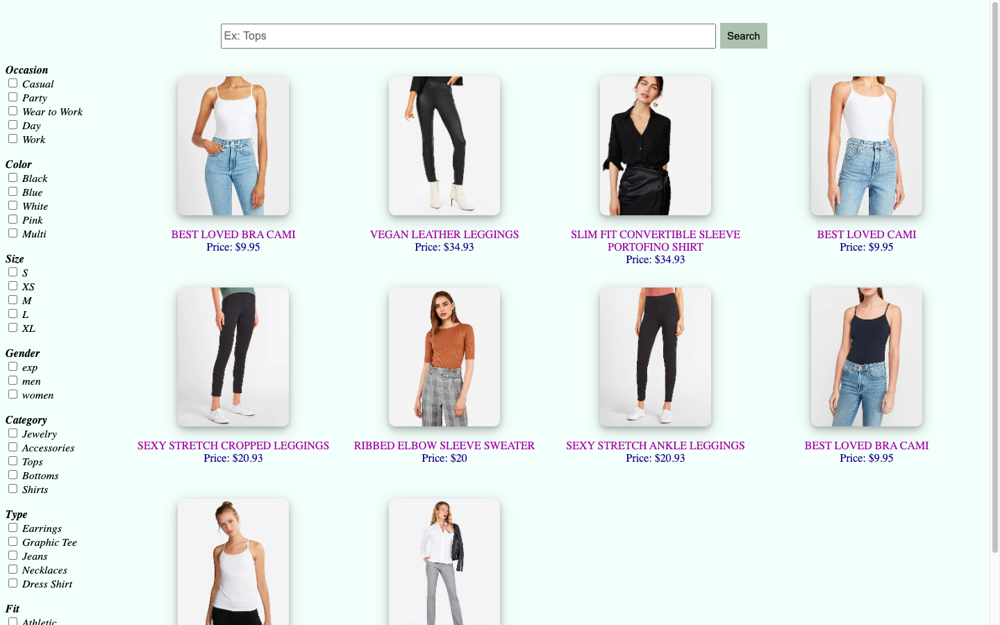 Ex: Tops
Search
Occasion
Casual
Party
Wear to Work
Day
Work
Color
Black
Blue
White
Pink
Multi
Size
S
XS
M
L
XL
Gender
exp
men
women
Category
Jewelry
Accessories
Tops
Bottoms
Shirts
Type
Earrings
Graphic Tee
Jeans
Necklaces
Dress Shirt
Fit
Athletic
BEST LOVED BRA CAMI
Price: $9.95
VEGAN LEATHER LEGGINGS
Price: $34.93
SLIM FIT CONVERTIBLE SLEEVE
PORTOFINO SHIRT
Price: $34.93
BEST LOVED CAMI
Price: $9.95
SEXY STRETCH CROPPED LEGGINGS
Price: $20.93
RIBBED ELBOW SLEEVE SWEATER
Price: $20
SEXY STRETCH ANKLE LEGGINGS
Price: $20.93
BEST LOVED BRA CAMI
Price: $9.95